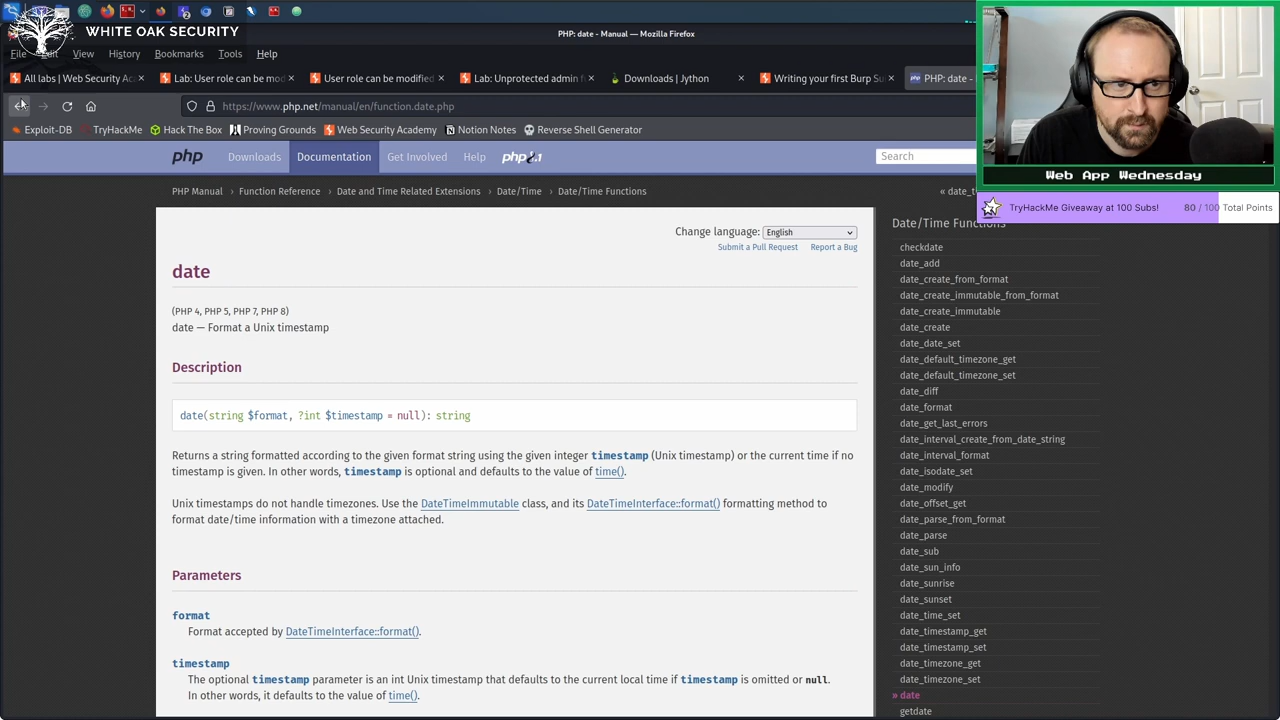 WHITE OAK SECURITY
PHP: date - Manual — Mozilla Firefox
File Edit View History Bookmarks Tools Help
All labs | Web Security Ac
Lab: User role can be mod
User role can be modified
Lab: Unprotected admin f
Downloads | Jython
Writing your first Burp Su
PHP: date -
https://www.php.net/manual/en/function.date.php
Exploit-DB TryHackMe Hack The Box Proving Grounds Web Security Academy Notion Notes Reverse Shell Generator
Web App Wednesday
TryHackMe Giveaway at 100 Subs! 80 / 100 Total Points
php Downloads Documentation Get Involved Help Search
PHP Manual › Function Reference › Date and Time Related Extensions › Date/Time › Date/Time Functions
« date_t
Change language: English
Submit a Pull Request Report a Bug
date
(PHP 4, PHP 5, PHP 7, PHP 8)
date — Format a Unix timestamp
Description
date(string $format, ?int $timestamp = null): string
Returns a string formatted according to the given format string using the given integer timestamp (Unix timestamp) or the current time if no
timestamp is given. In other words, timestamp is optional and defaults to the value of time().
Unix timestamps do not handle timezones. Use the DateTimeImmutable class, and its DateTimeInterface::format() formatting method to
format date/time information with a timezone attached.
Parameters
format
Format accepted by DateTimeInterface::format().
timestamp
The optional timestamp parameter is an int Unix timestamp that defaults to the current local time if timestamp is omitted or null.
In other words, it defaults to the value of time().
Date/Time Functions
checkdate
date_add
date_create_from_format
date_create_immutable_from_format
date_create_immutable
date_create
date_date_set
date_default_timezone_get
date_default_timezone_set
date_diff
date_format
date_get_last_errors
date_interval_create_from_date_string
date_interval_format
date_isodate_set
date_modify
date_offset_get
date_parse_from_format
date_parse
date_sub
date_sun_info
date_sunrise
date_sunset
date_time_set
date_timestamp_get
date_timestamp_set
date_timezone_get
date_timezone_set
» date
getdate